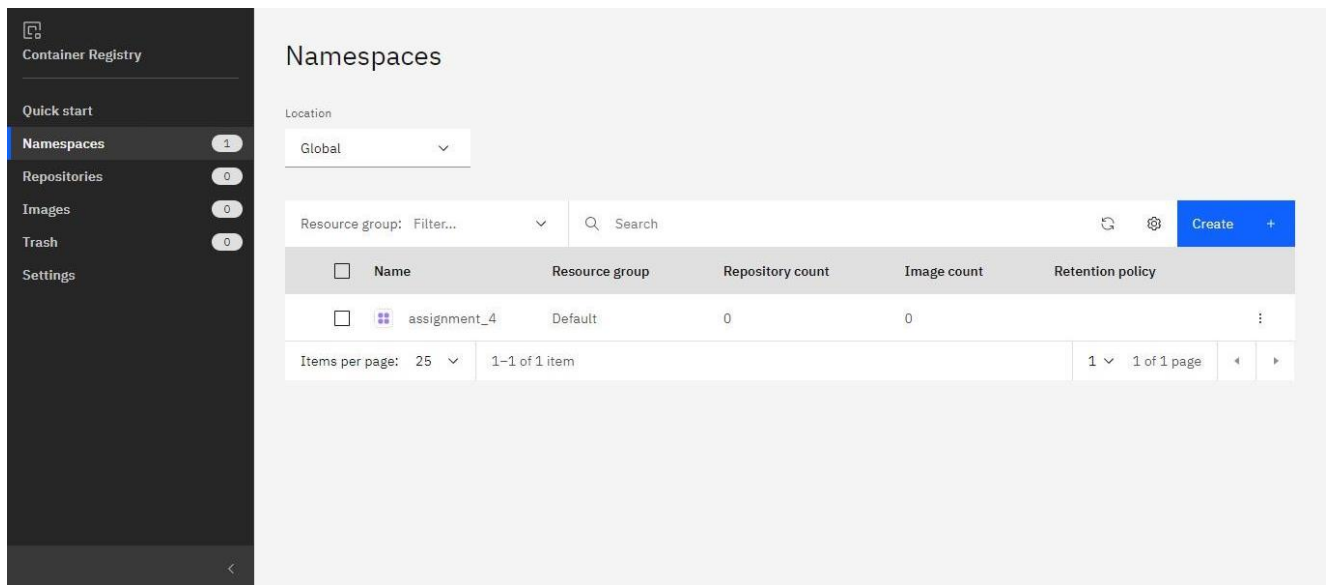 Container Registry
Quick start
Namespaces 1
Repositories 0
Images 0
Trash 0
Settings
Namespaces
Location
Global
Resource group: Filter... Search Create +
Name Resource group Repository count Image count Retention policy
assignment_4 Default 0 0
Items per page: 25 1–1 of 1 item 1 1 of 1 page